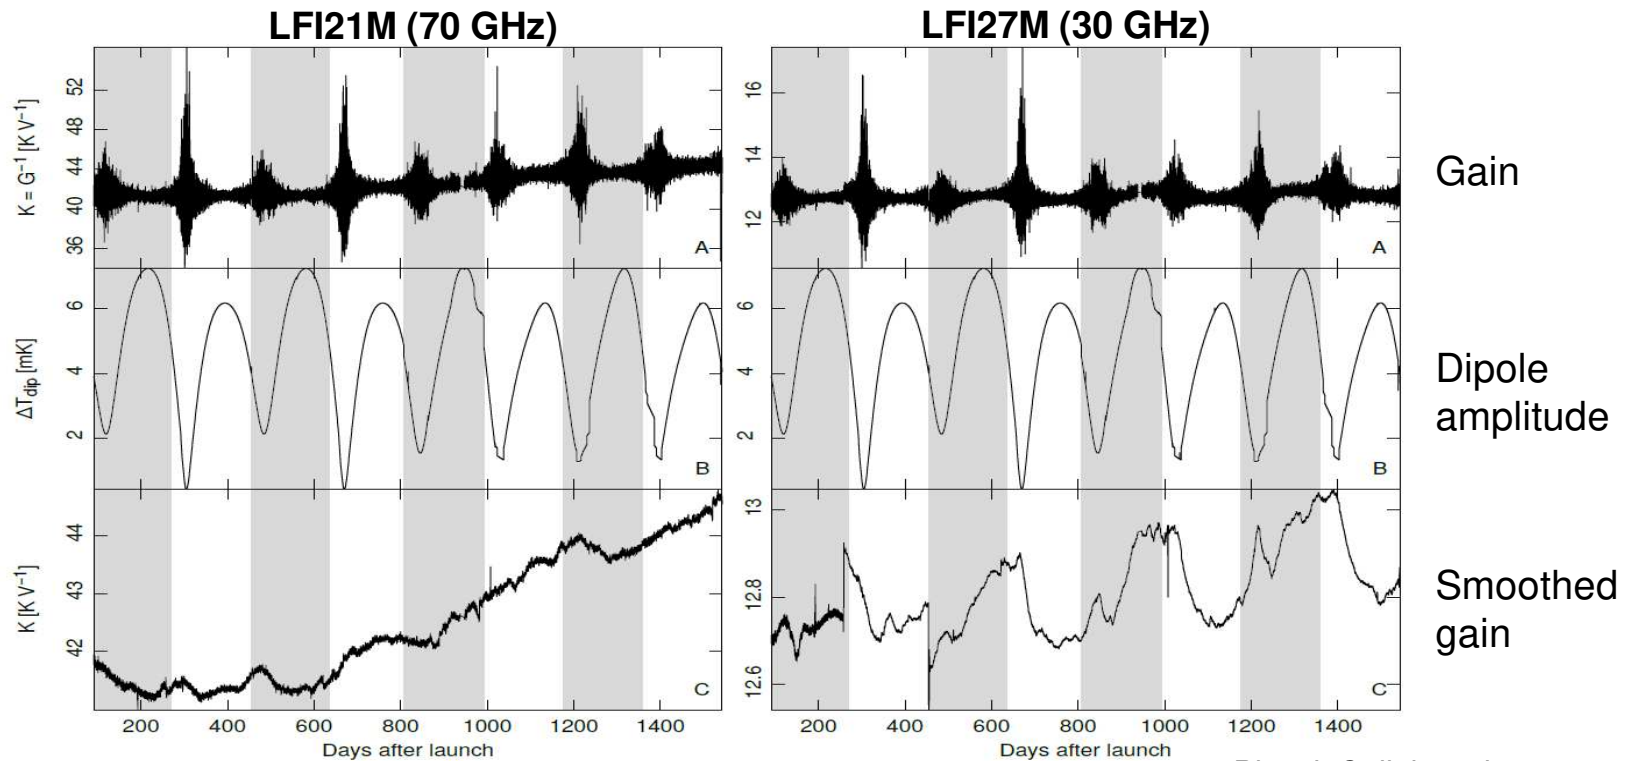 LFI21M (70 GHz)
LFI27M (30 GHz)
K = G⁻¹ [K V⁻¹]
52
48
44
40
36
A
16
14
12
A
Gain
ΔTdip [mK]
6
4
2
B
6
4
2
B
Dipole
amplitude
K [K V⁻¹]
44
43
42
C
13
12.8
12.6
C
Smoothed
gain
200 400 600 800 1000 1200 1400
200 400 600 800 1000 1200 1400
Days after launch
Days after launch